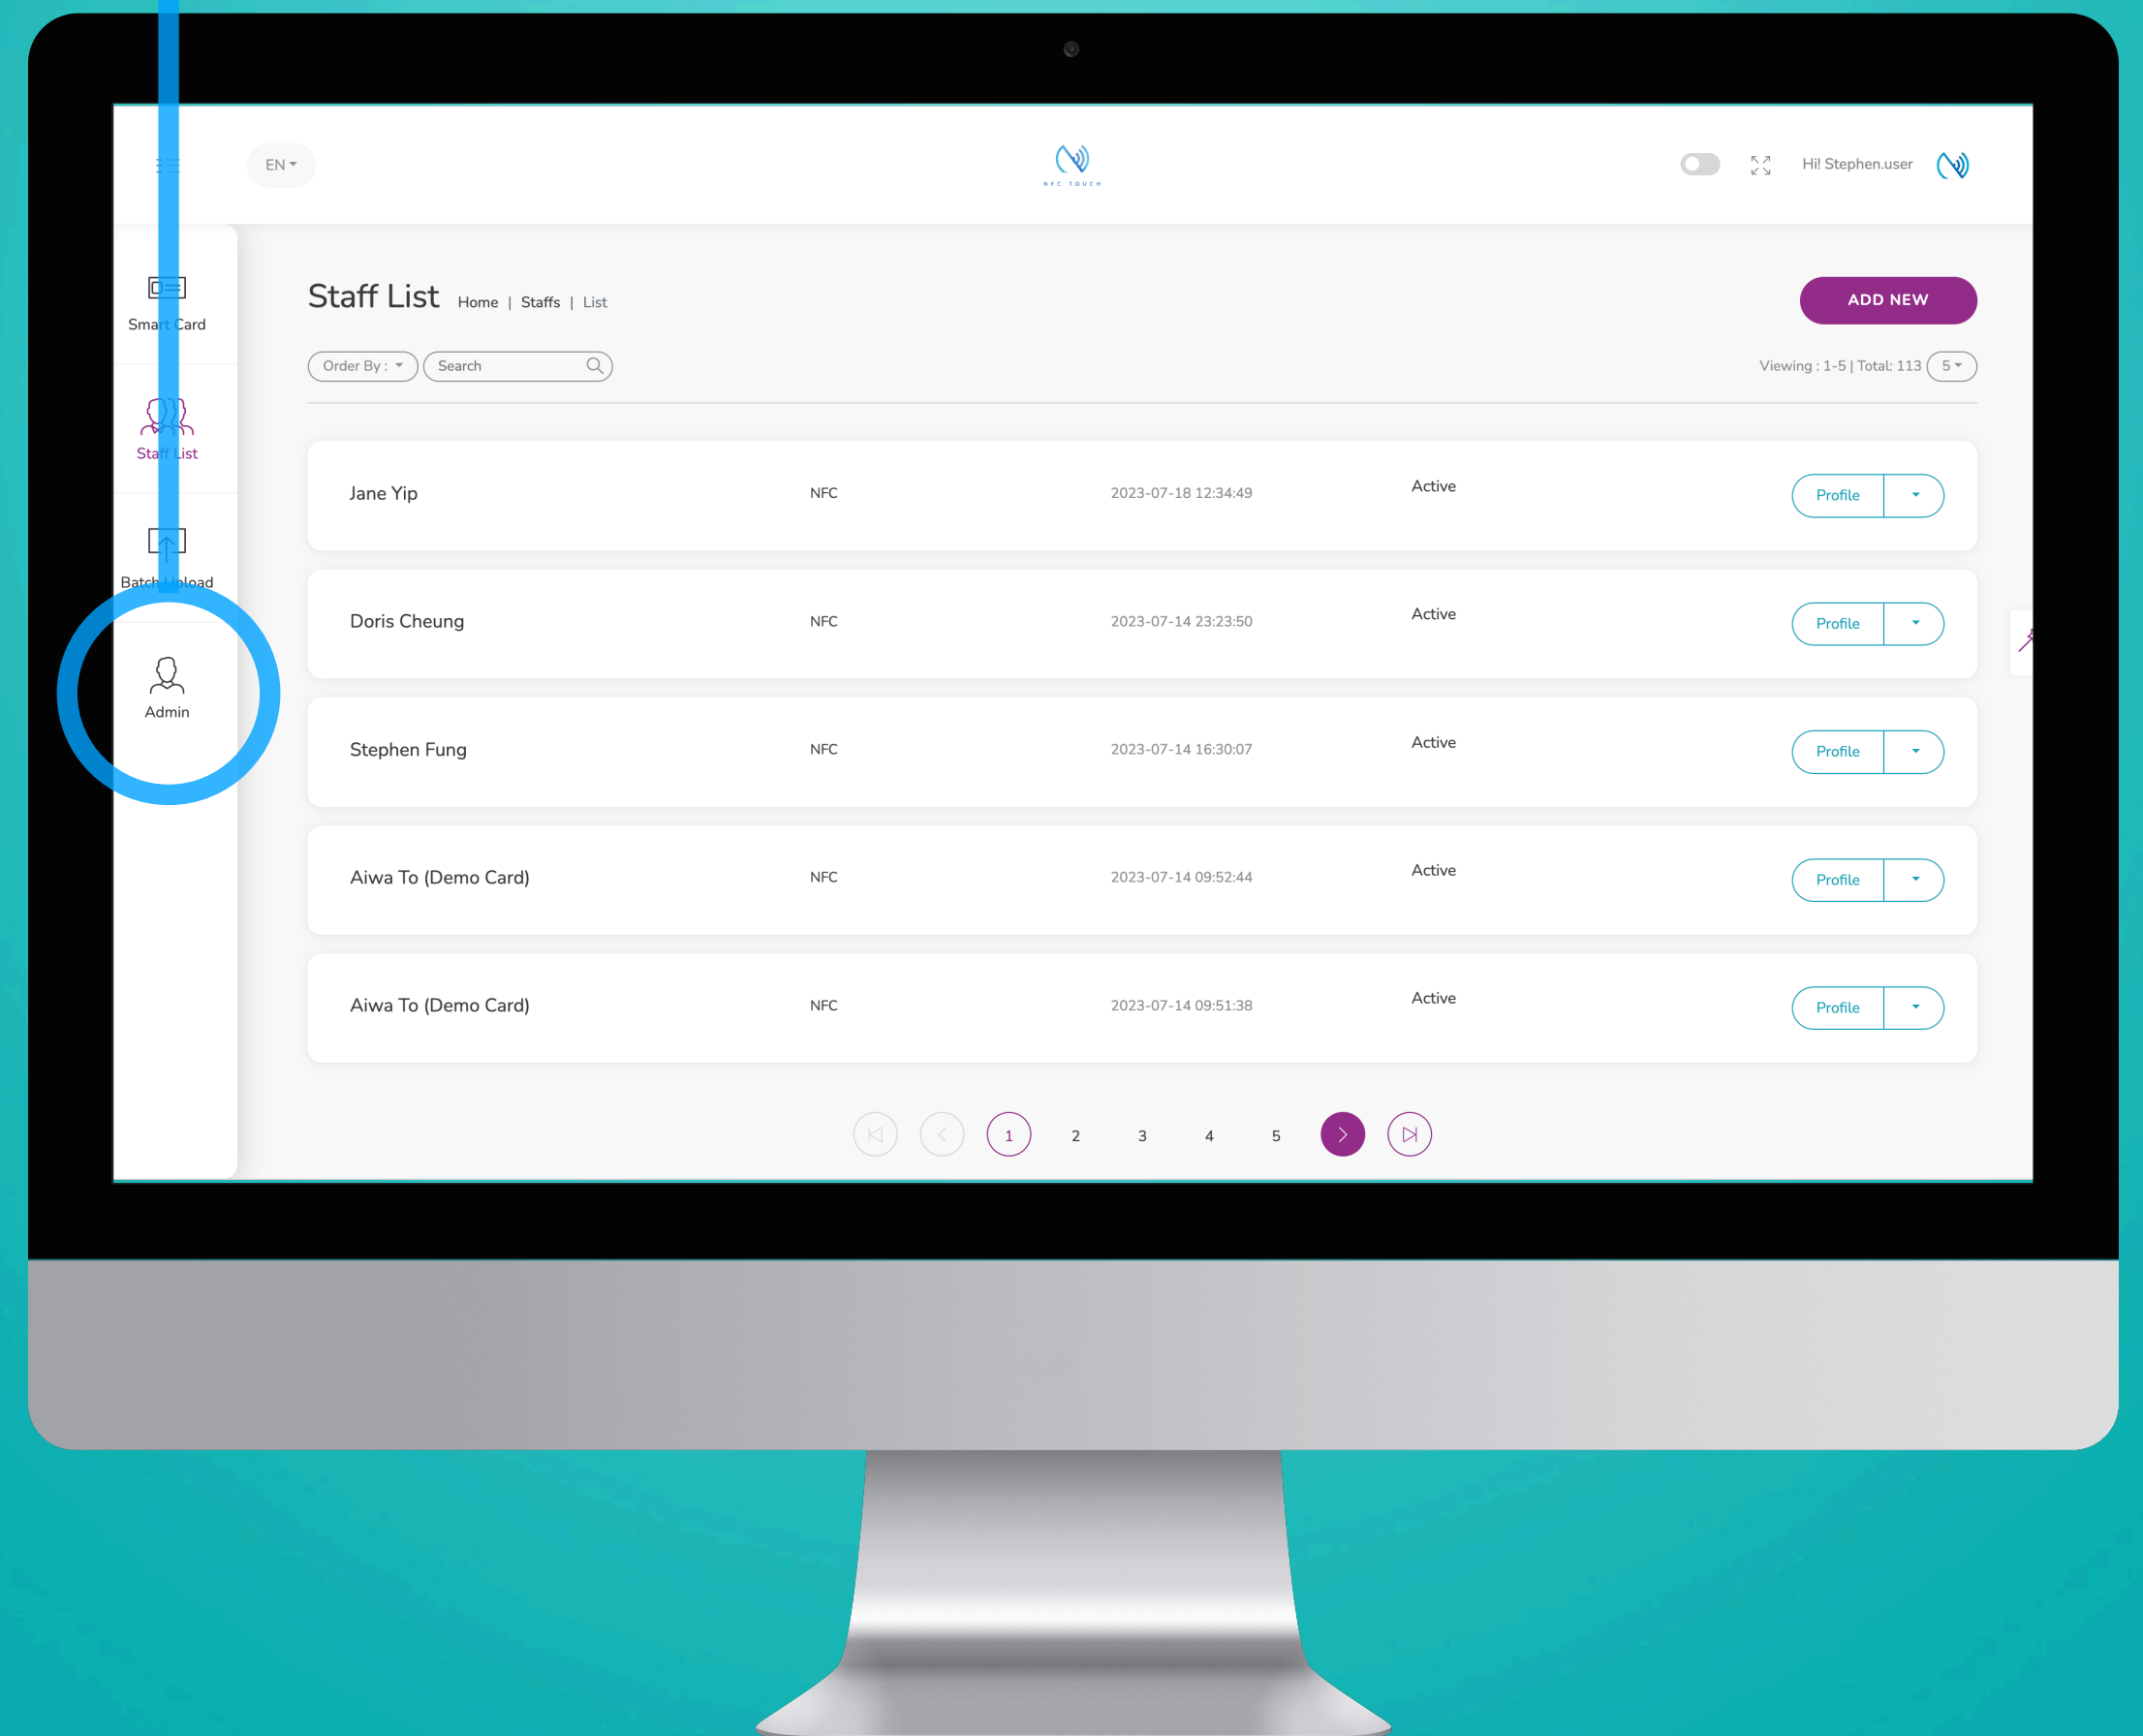 EN
NFC TOUCH
Hi! Stephen.user
Smart Card
Staff List
Batch Upload
Admin
Staff List Home | Staffs | List
ADD NEW
Order By : Search
Viewing : 1-5 | Total: 113 5
Jane Yip NFC 2023-07-18 12:34:49 Active Profile
Doris Cheung NFC 2023-07-14 23:23:50 Active Profile
Stephen Fung NFC 2023-07-14 16:30:07 Active Profile
Aiwa To (Demo Card) NFC 2023-07-14 09:52:44 Active Profile
Aiwa To (Demo Card) NFC 2023-07-14 09:51:38 Active Profile
1 2 3 4 5